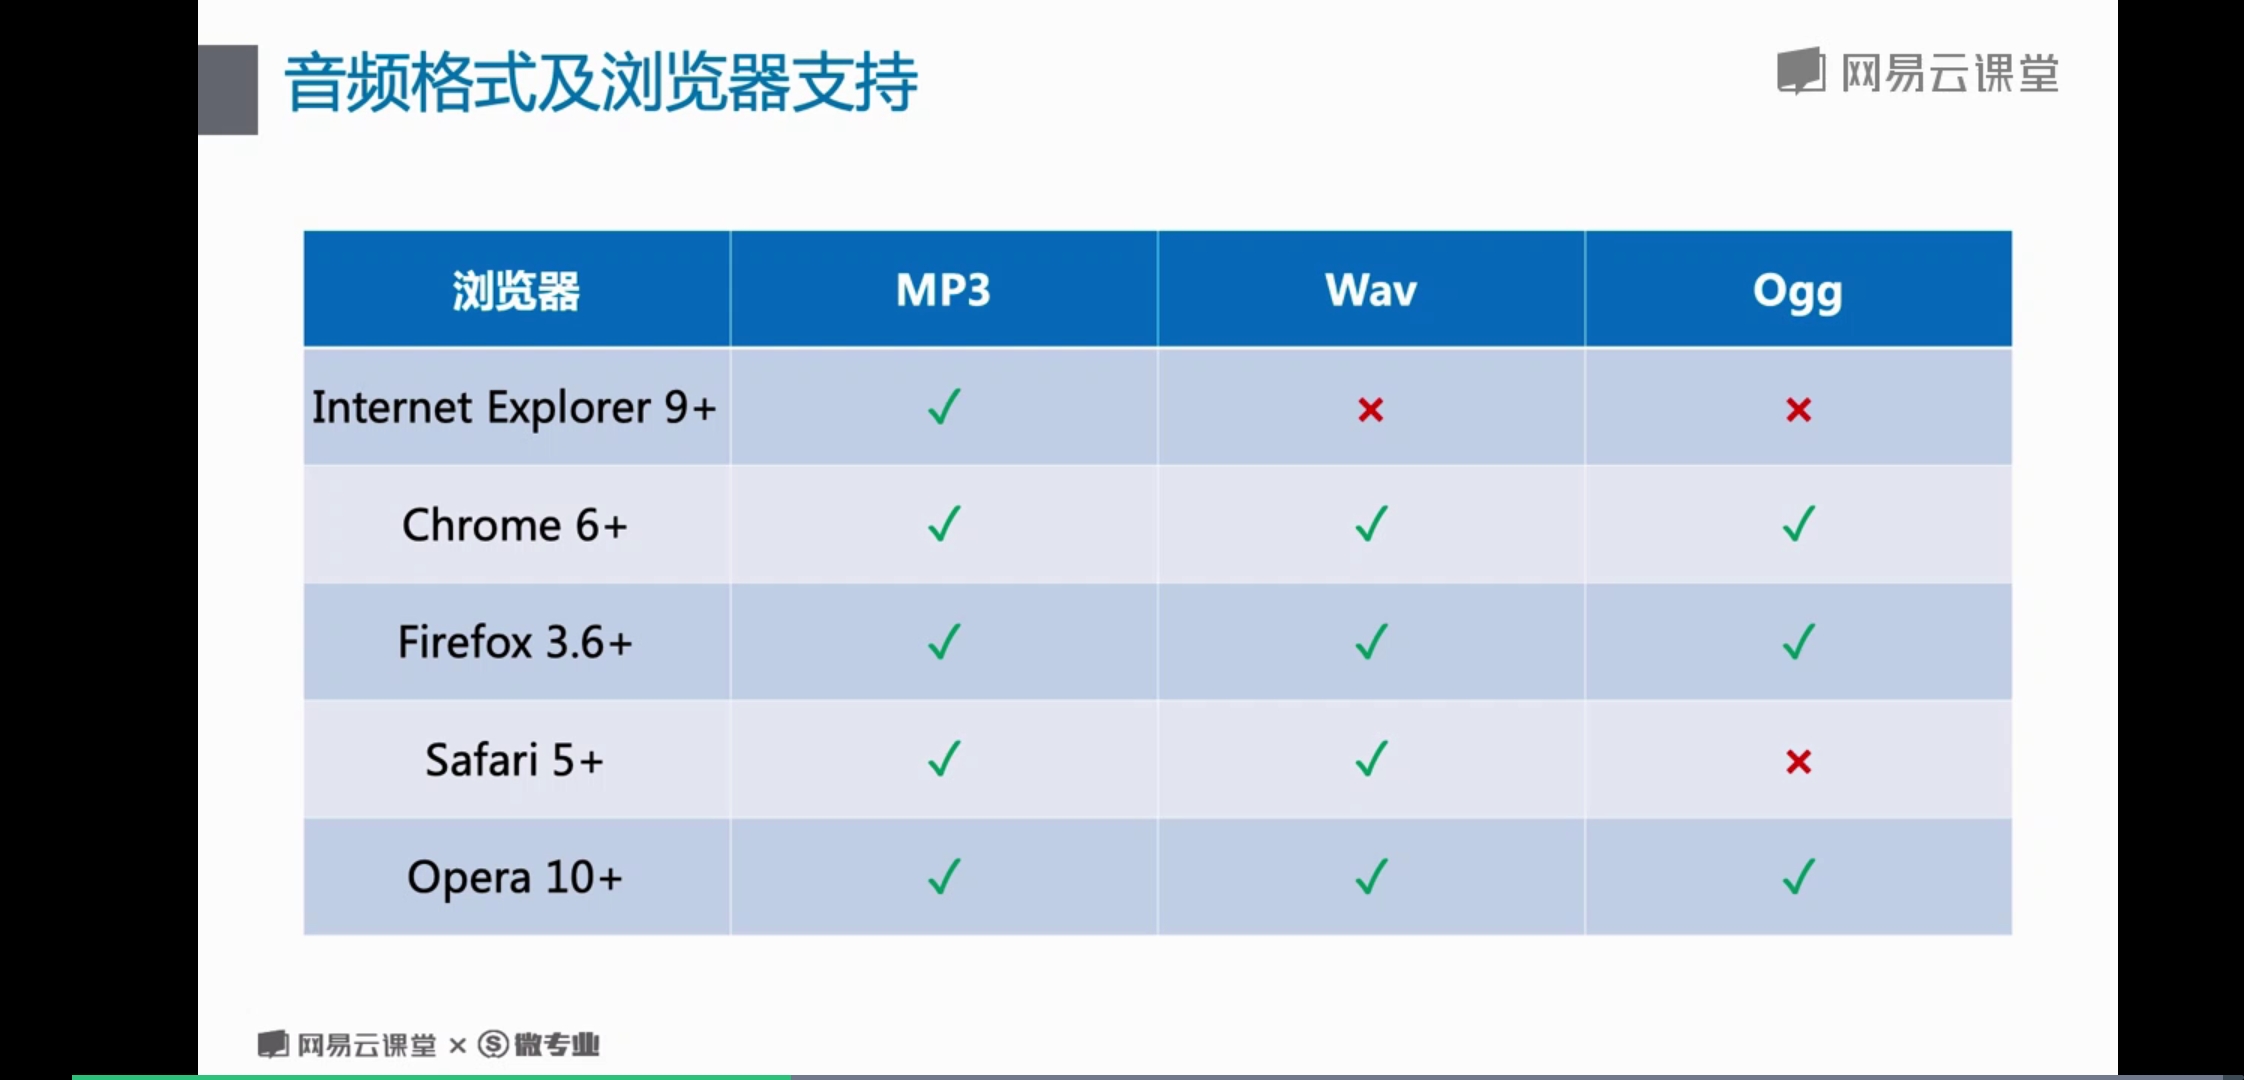 音频格式及浏览器支持
网易云课堂
浏览器 MP3 Wav Ogg
Internet Explorer 9+ ✓ × ×
Chrome 6+ ✓ ✓ ✓
Firefox 3.6+ ✓ ✓ ✓
Safari 5+ ✓ ✓ ×
Opera 10+ ✓ ✓ ✓
网易云课堂 × S 微专业